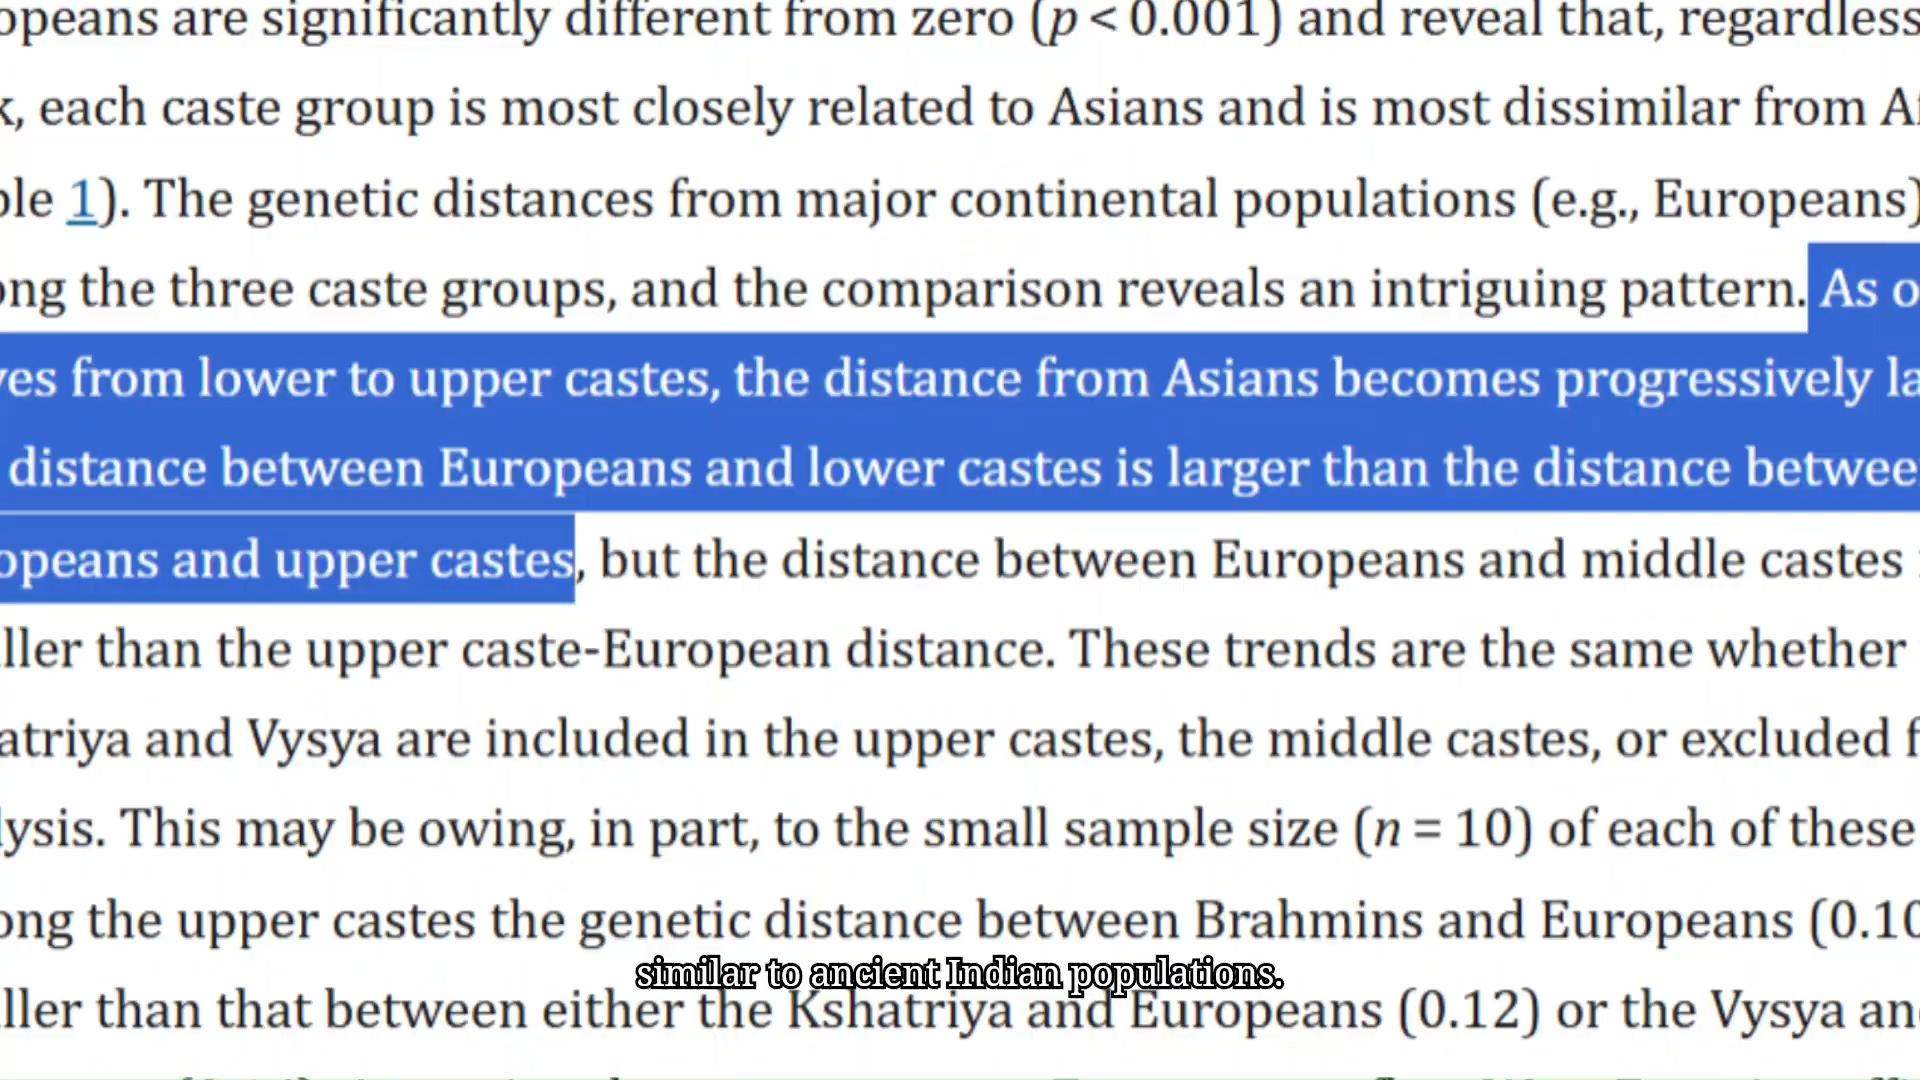 opeans are significantly different from zero (p < 0.001) and reveal that, regardless
k, each caste group is most closely related to Asians and is most dissimilar from Af
ble 1). The genetic distances from major continental populations (e.g., Europeans)
ong the three caste groups, and the comparison reveals an intriguing pattern. As o
ves from lower to upper castes, the distance from Asians becomes progressively la
distance between Europeans and lower castes is larger than the distance betwee
opeans and upper castes, but the distance between Europeans and middle castes
ller than the upper caste-European distance. These trends are the same whether
atriya and Vysya are included in the upper castes, the middle castes, or excluded f
lysis. This may be owing, in part, to the small sample size (n = 10) of each of these
ong the upper castes the genetic distance between Brahmins and Europeans (0.10
similar to ancient Indian populations.
ller than that between either the Kshatriya and Europeans (0.12) or the Vysya an